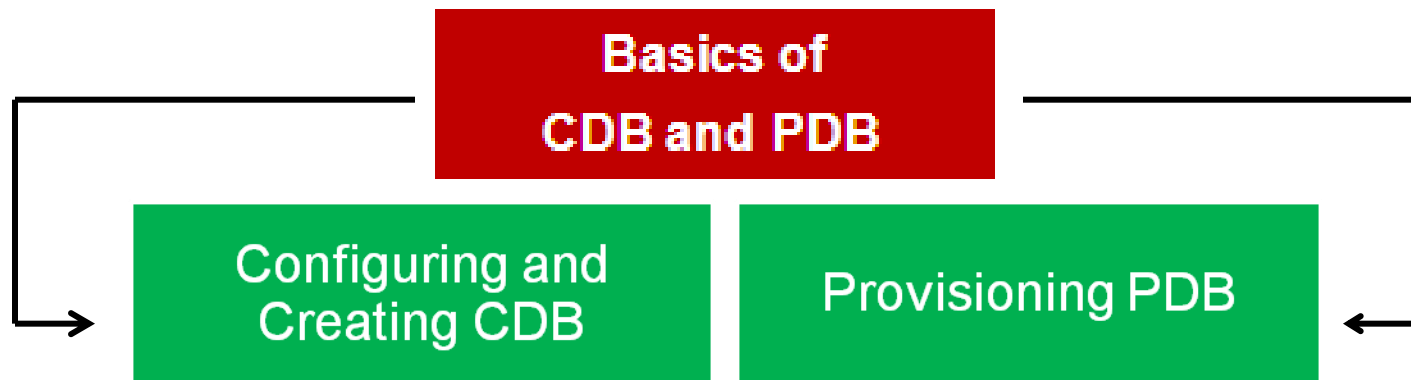 Basics of
CDB and PDB
Configuring and
Creating CDB
Provisioning PDB